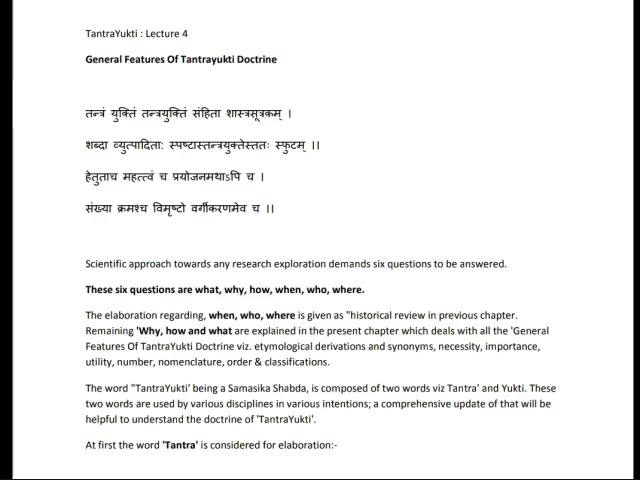 TantraYukti : Lecture 4
General Features Of Tantrayukti Doctrine
तन्त्रं युक्तिं तन्त्रयुक्तिं संहिता शास्त्रसूत्रकम् ।
शब्दा व्युत्पादिता: स्पष्टास्तन्त्रयुक्तेस्ततः स्फुटम् ।।
हेतुताच महत्त्वं च प्रयोजनमथाऽपि च ।
संख्या क्रमश्च विमृष्टो वर्गीकरणमेव च ।।
Scientific approach towards any research exploration demands six questions to be answered.
These six questions are what, why, how, when, who, where.
The elaboration regarding, when, who, where is given as "historical review in previous chapter.
Remaining 'Why, how and what are explained in the present chapter which deals with all the 'General
Features Of TantraYukti Doctrine viz. etymological derivations and synonyms, necessity, importance,
utility, number, nomenclature, order & classifications.
The word "TantraYukti' being a Samasika Shabda, is composed of two words viz Tantra' and Yukti. These
two words are used by various disciplines in various intentions; a comprehensive update of that will be
helpful to understand the doctrine of 'TantraYukti'.
At first the word 'Tantra' is considered for elaboration:-